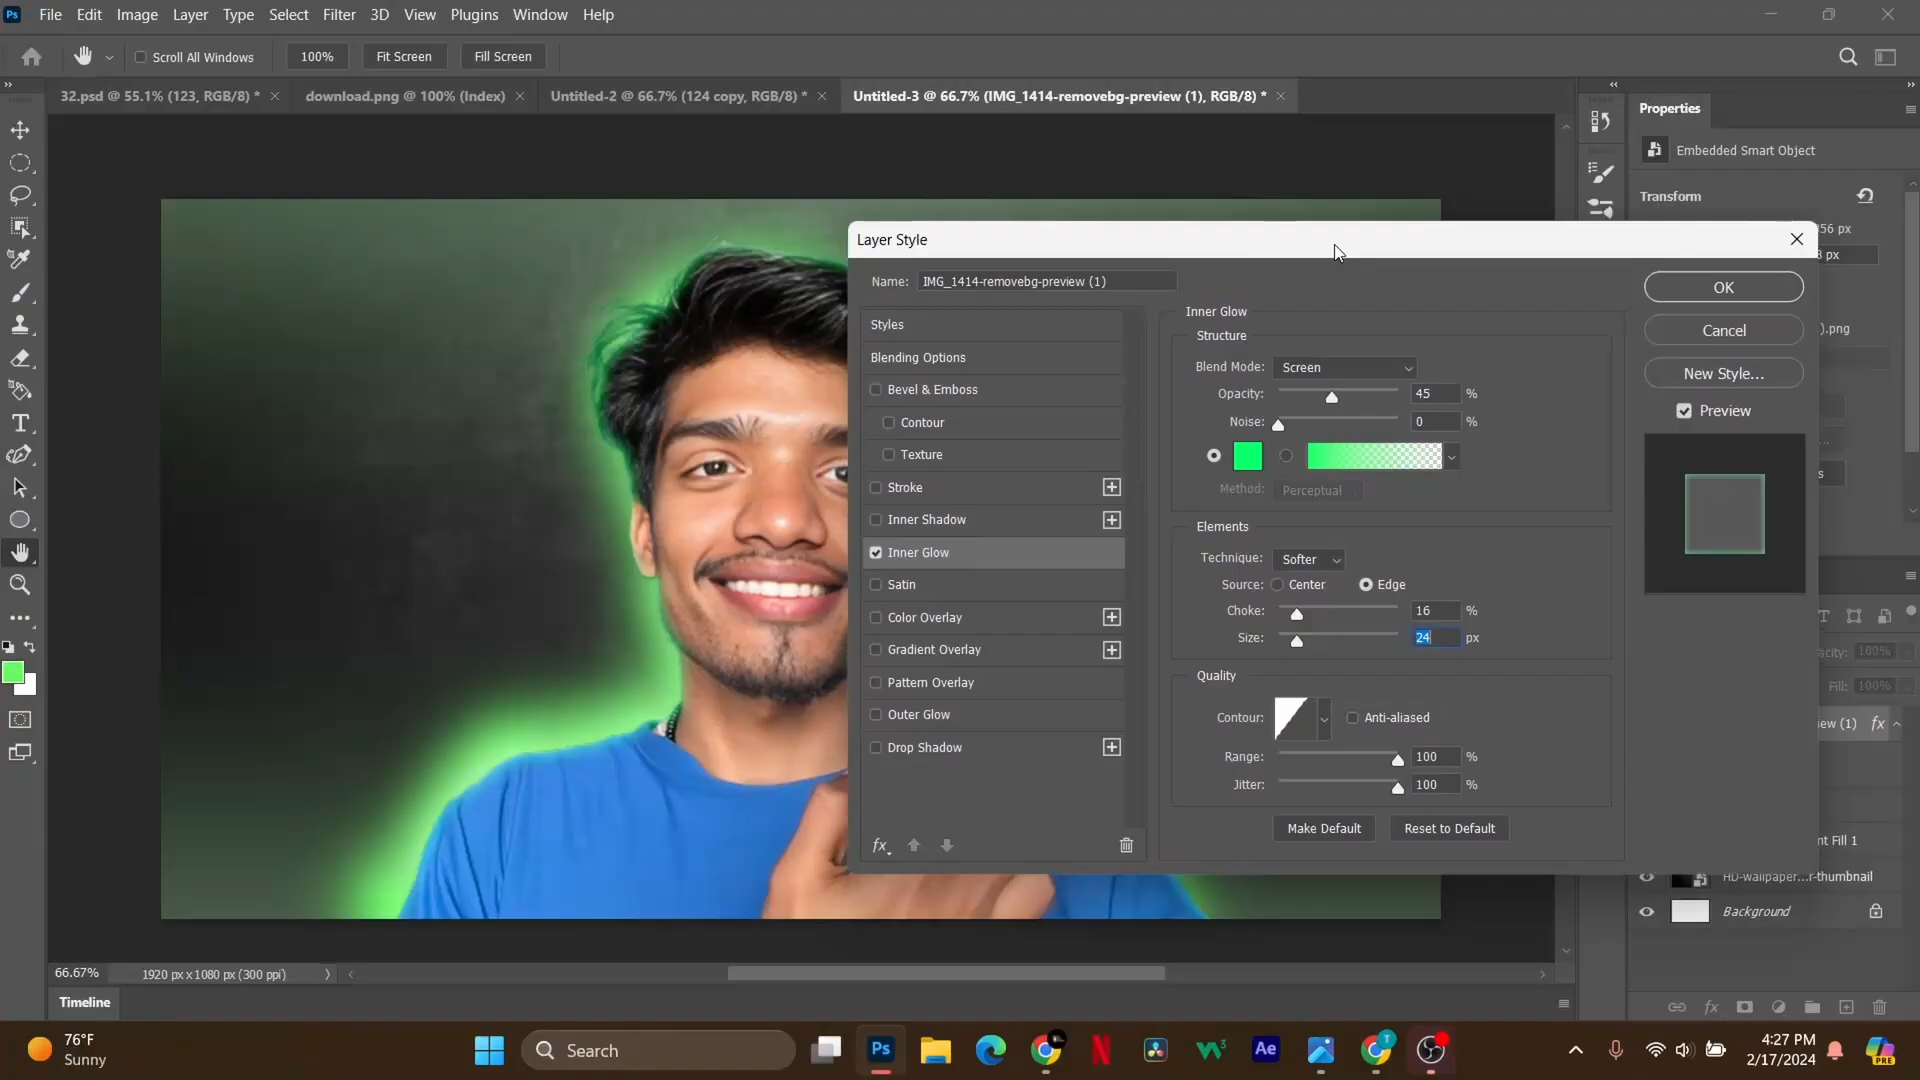 Ps File Edit Image Layer Type Select Filter 3D View Plugins Window Help
Scroll All Windows 100% Fit Screen Fill Screen
32.psd @ 55.1% (123, RGB/8) * download.png @ 100% (Index) Untitled-2 @ 66.7% (124 copy, RGB/8) * Untitled-3 @ 66.7% (IMG_1414-removebg-preview (1), RGB/8) *
Properties
Embedded Smart Object
Transform
56 px
px
).png
Layer Style
Name: IMG_1414-removebg-preview (1)
Styles
Blending Options
Bevel & Emboss
Contour
Texture
Stroke
Inner Shadow
Inner Glow
Satin
Color Overlay
Gradient Overlay
Pattern Overlay
Outer Glow
Drop Shadow
fx
Inner Glow
Structure
Blend Mode: Screen
Opacity: 45 %
Noise: 0 %
Method: Perceptual
Elements
Technique: Softer
Source: Center Edge
Choke: 16 %
Size: 24 px
Quality
Contour: Anti-aliased
Range: 100 %
Jitter: 100 %
Make Default Reset to Default
OK
Cancel
New Style...
Preview
acity: 100%
Fill: 100%
iew (1) fx
nt Fill 1
HD-wallpaper...r-thumbnail
Background
66.67% 1920 px x 1080 px (300 ppi)
Timeline
fx
76°F
Sunny
Search
Ps
N
Ae
T
4:27 PM
2/17/2024
PRE